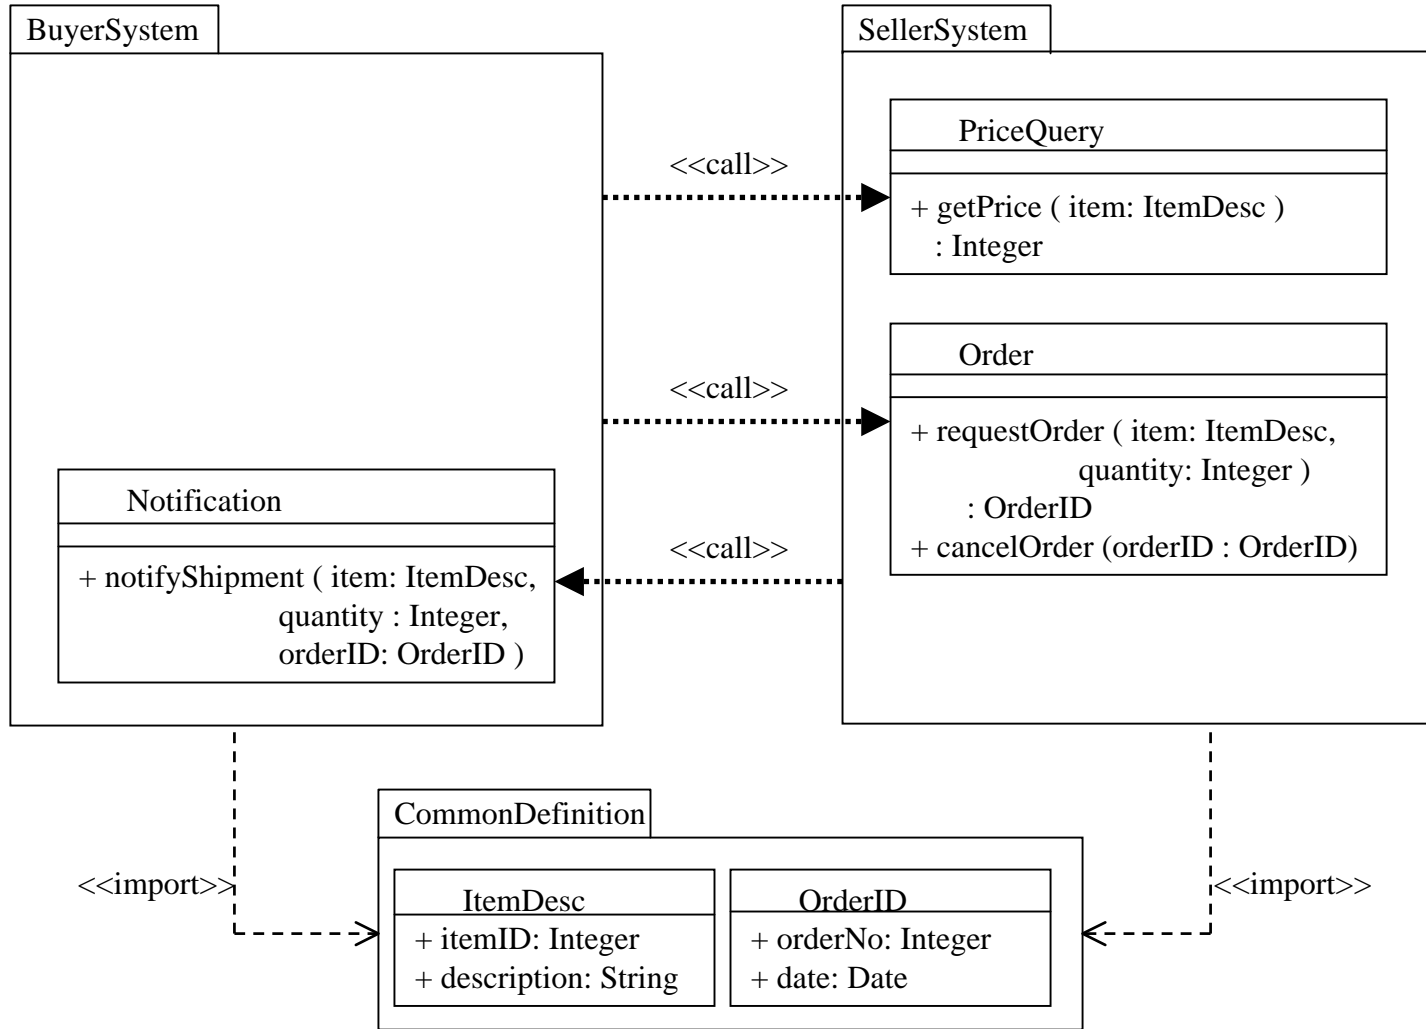 BuyerSystem
SellerSystem
PriceQuery
<<call>>
+ getPrice ( item: ItemDesc )
: Integer
Order
<<call>>
+ requestOrder ( item: ItemDesc,
quantity: Integer )
: OrderID
+ cancelOrder (orderID : OrderID)
Notification
<<call>>
+ notifyShipment ( item: ItemDesc,
quantity : Integer,
orderID: OrderID )
CommonDefinition
<<import>>
<<import>>
ItemDesc
+ itemID: Integer
+ description: String
OrderID
+ orderNo: Integer
+ date: Date